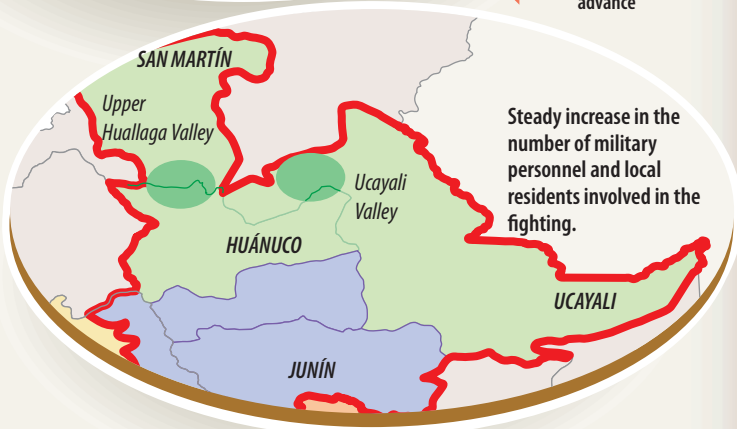 advance
SAN MARTÍN
Upper
Huallaga Valley
Steady increase in the
number of military
personnel and local
residents involved in the
fighting.
Ucayali
Valley
HUÁNUCO
UCAYALI
JUNÍN